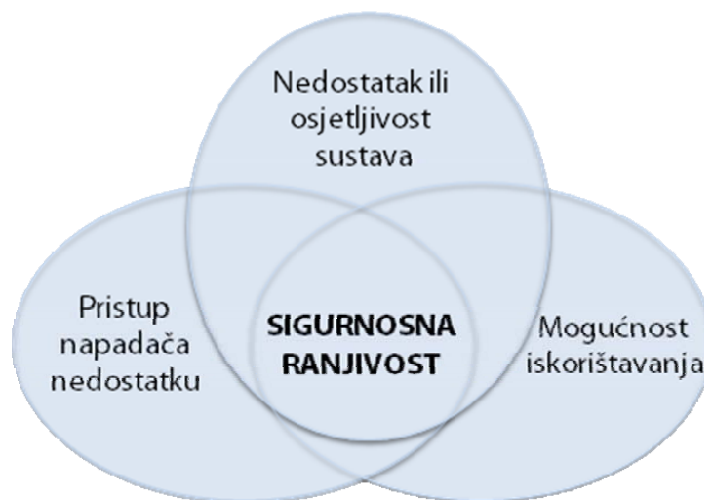 Nedostatak ili
osjetljivost
sustava
Pristup
napadača
nedostatku
SIGURNOSNA
RANJIVOST
Mogućnost
iskorištavanja